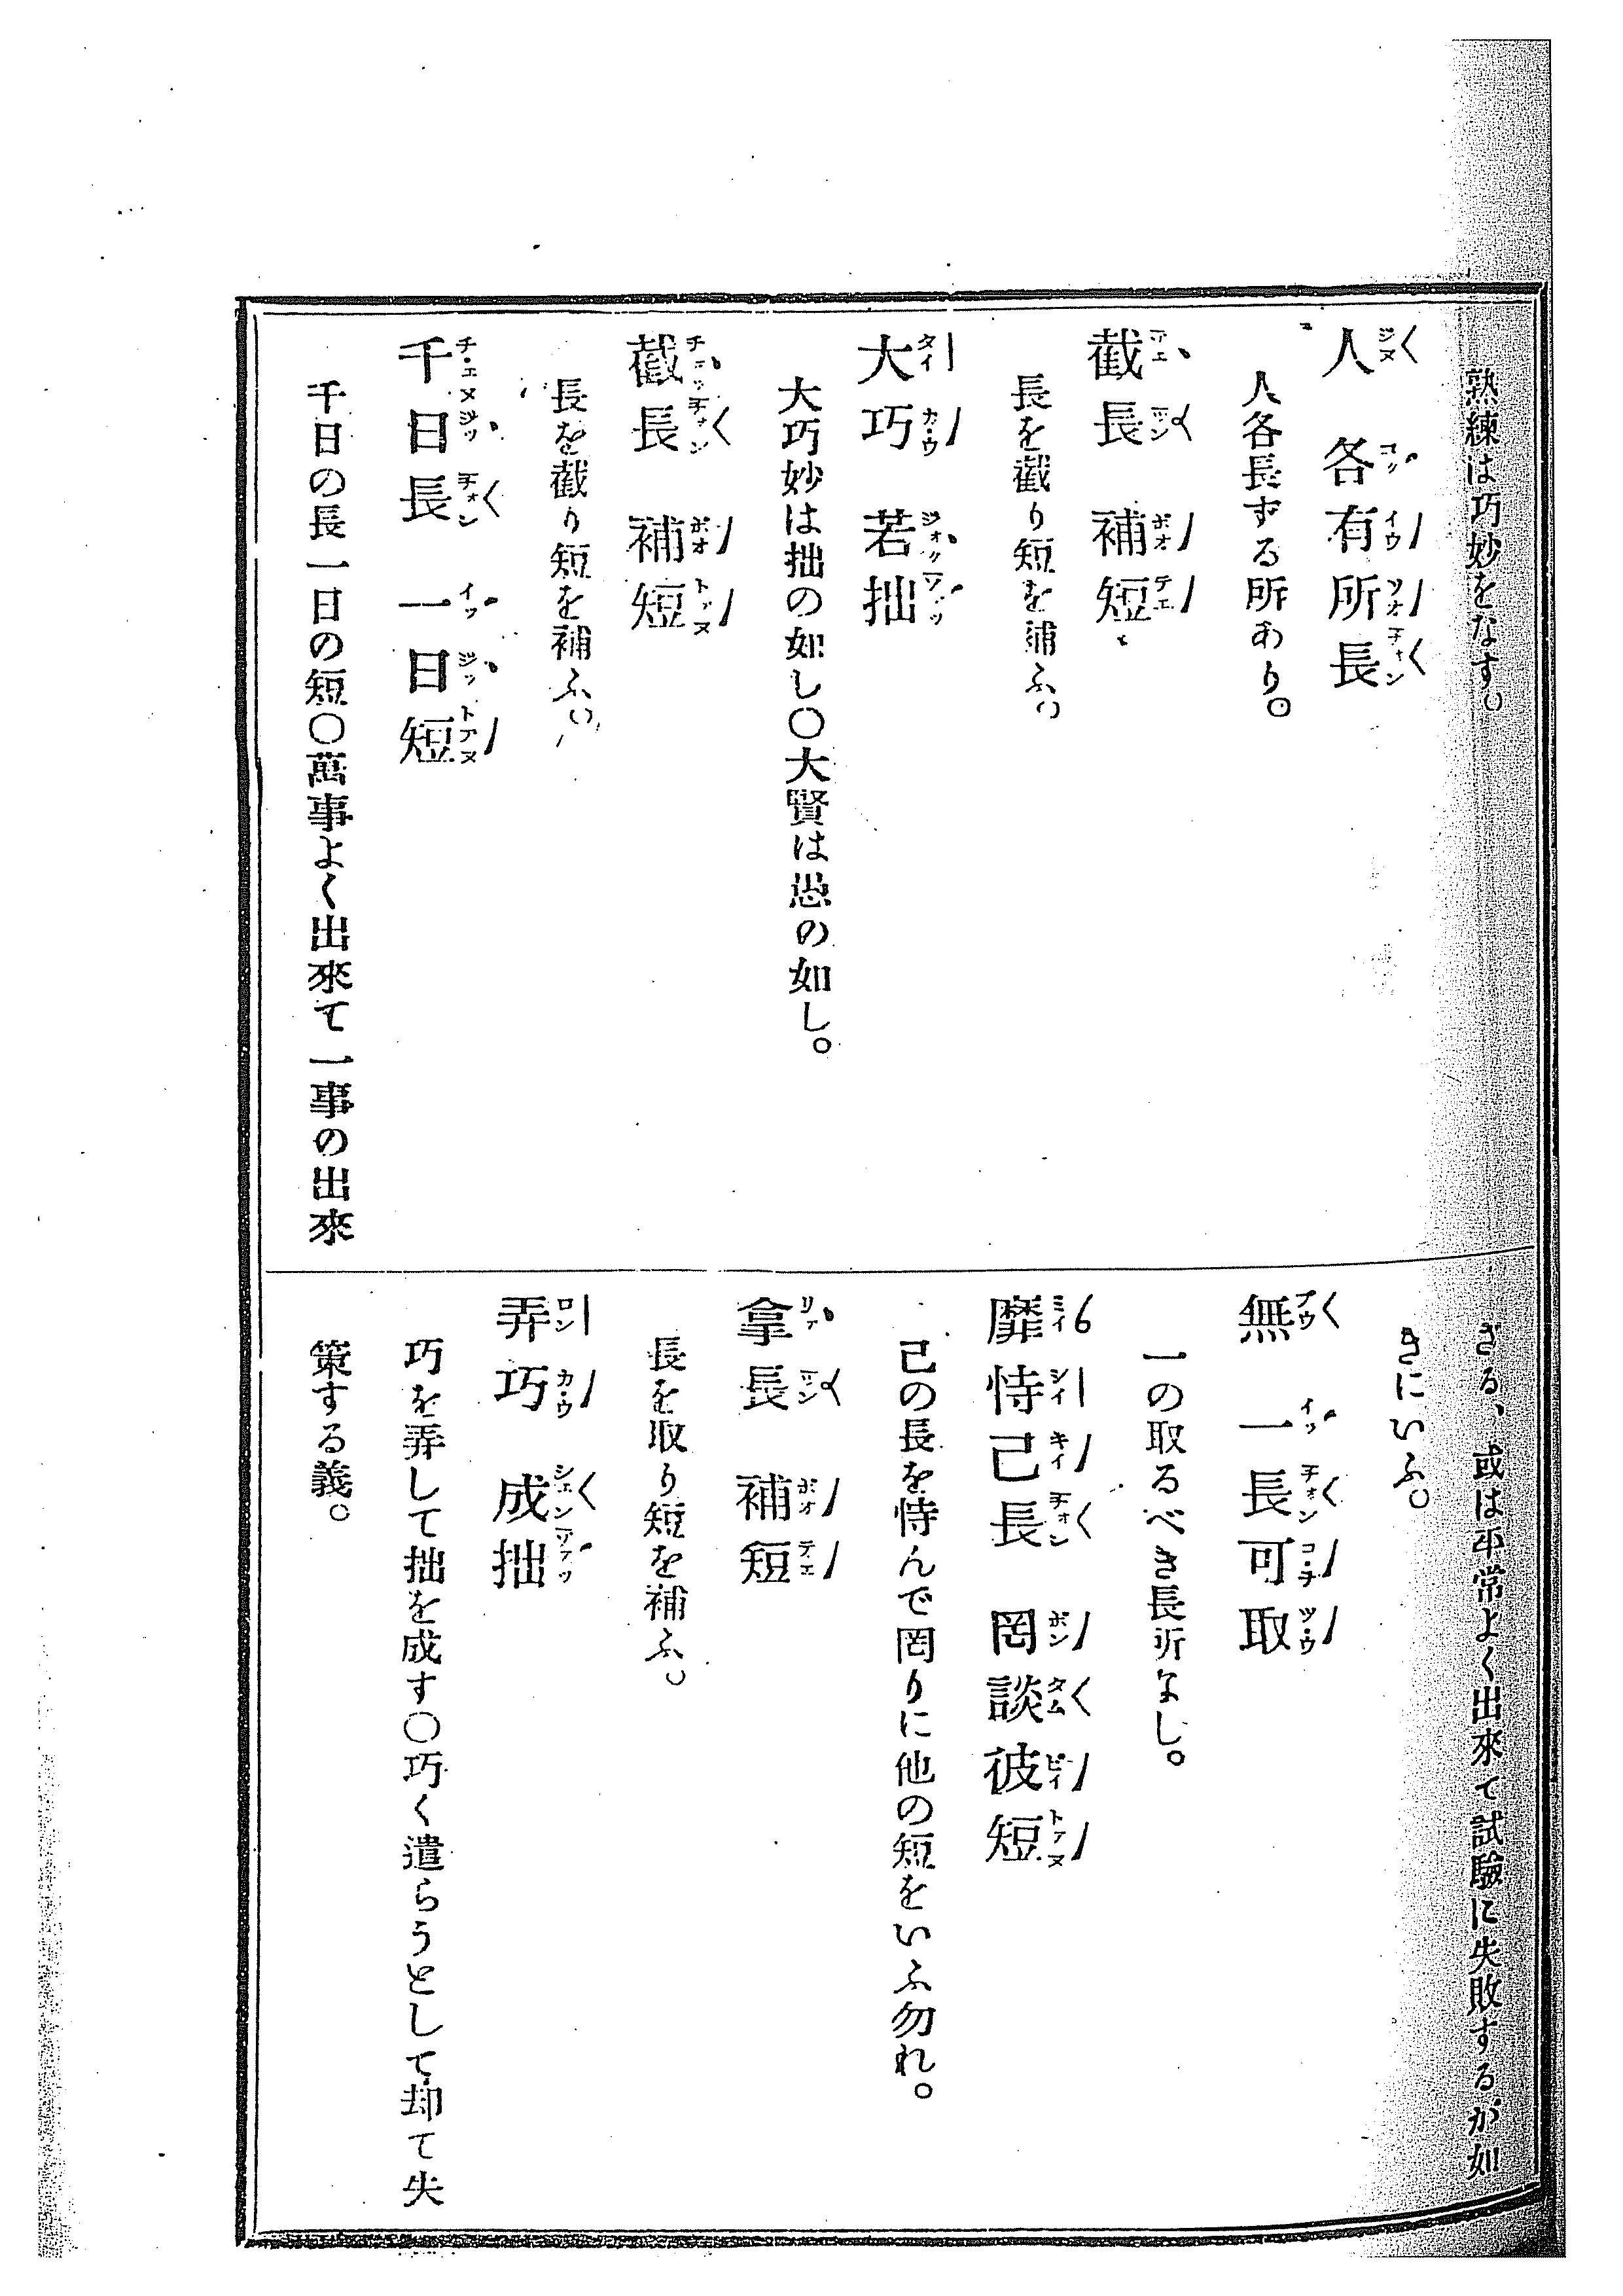 熟練は巧妙をなす。
人 各有所長
人各長ずる所あり。
截長 補短
長を截り短を補ふ。
大巧 若拙
大巧妙は拙の如し〇大賢は愚の如し。
截長 補短
長を截り短を補ふ。
千日長 一日短
千日の長一日の短〇萬事よく出來て一事の出來
ざる、或は平常よく出來て試驗に失敗するが如
きにいふ。
無 一長可取
一の取るべき長所なし。
靡恃己長 罔談彼短
己の長を恃んで罔りに他の短をいふ勿れ。
拿長 補短
長を取り短を補ふ。
弄巧 成拙
巧を弄して拙を成す〇巧く遣らうとして却て失
策する義。